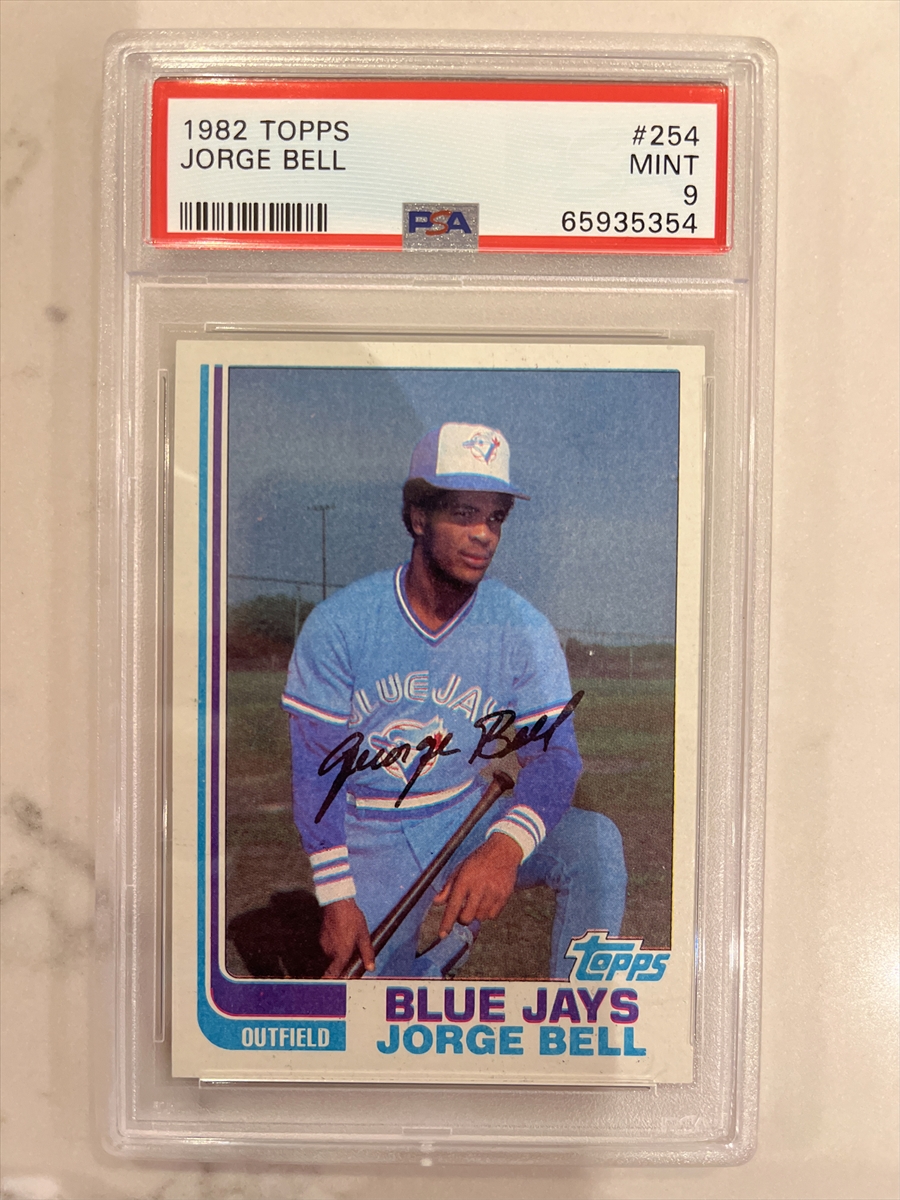 1982 TOPPS
JORGE BELL
#254
MINT
9
65935354
PSA
BLUE JAYS
George Bell
Topps
OUTFIELD
BLUE JAYS
JORGE BELL